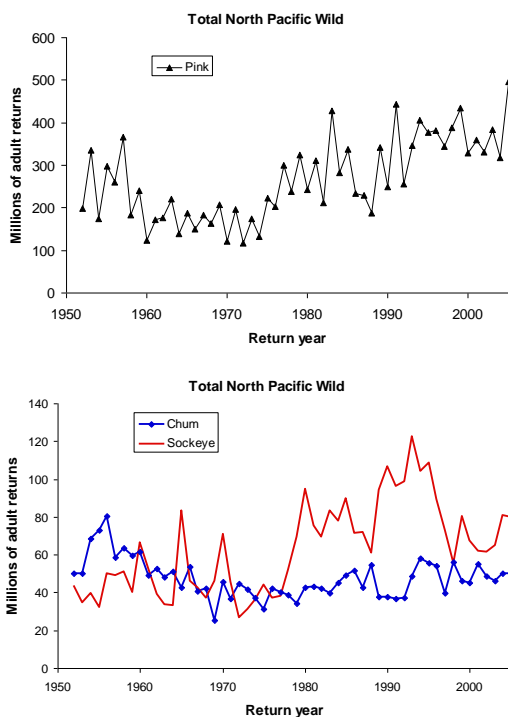 Total North Pacific Wild
600
500
400
300
200
100
0
Pink
Millions of adult returns
1950 1960 1970 1980 1990 2000
Return year
Total North Pacific Wild
140
120
100
80
60
40
20
0
Chum
Sockeye
Millions of adult returns
1950 1960 1970 1980 1990 2000
Return year